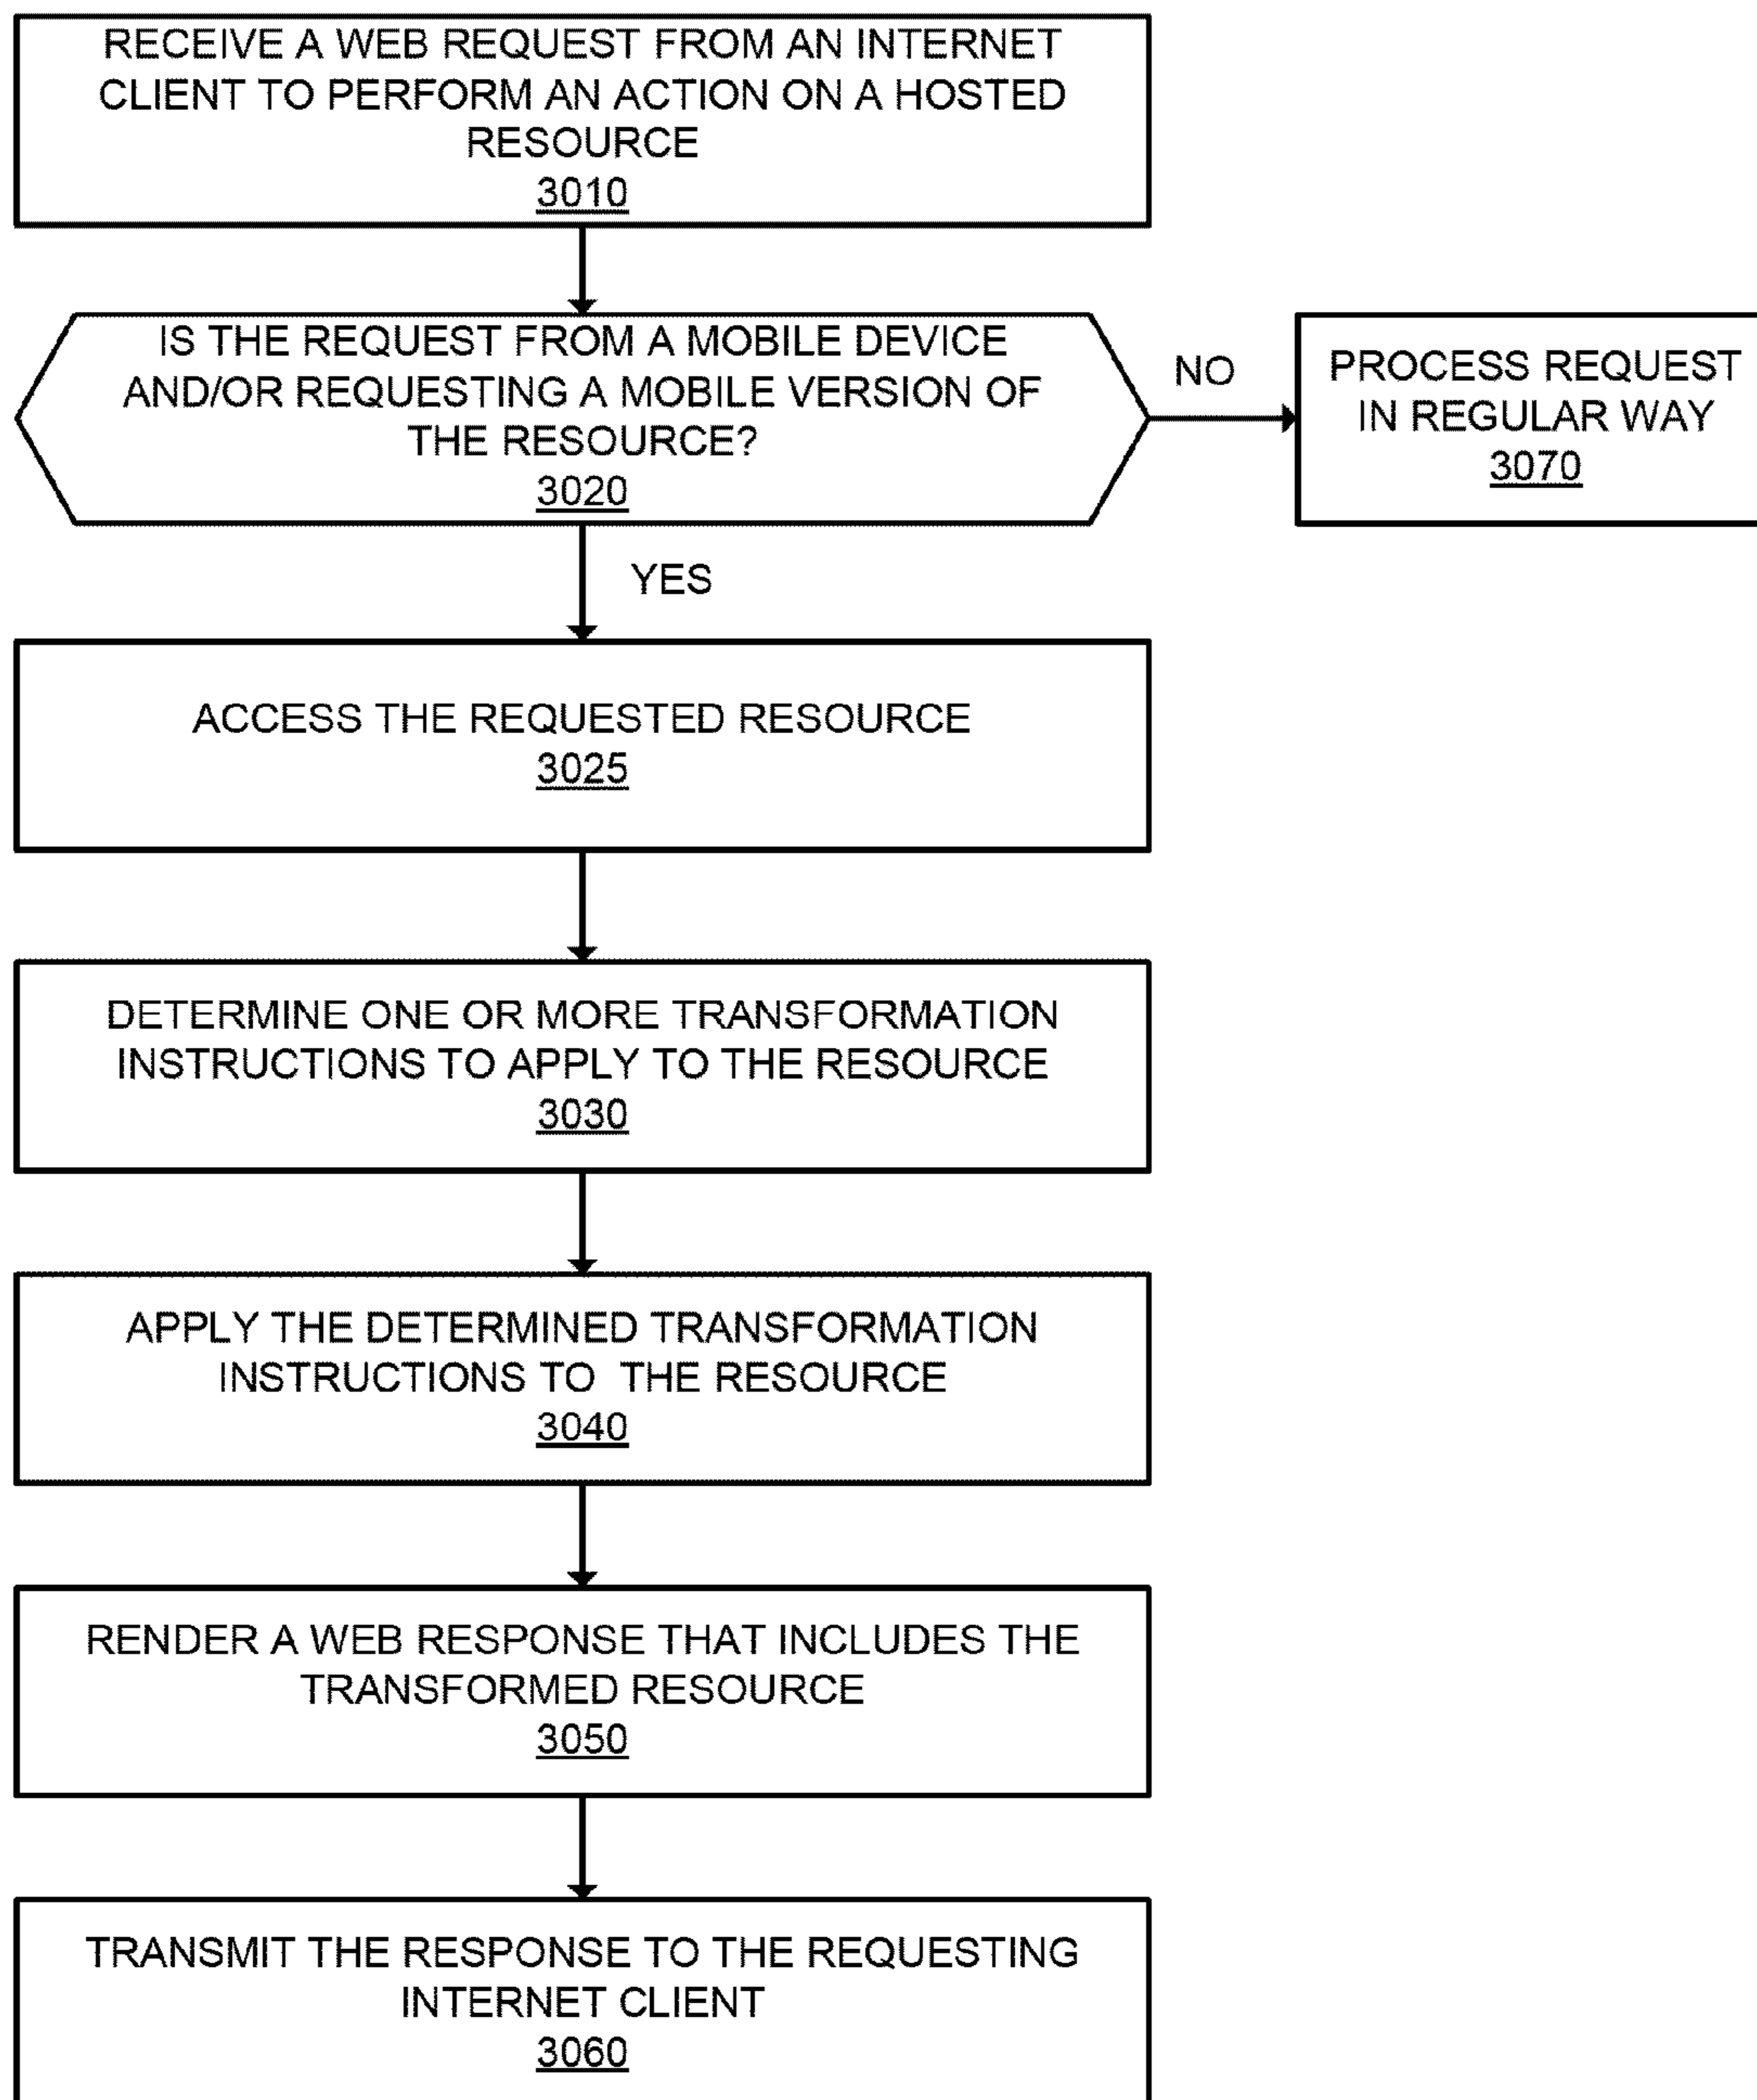 RECEIVE A WEB REQUEST FROM AN INTERNET
CLIENT TO PERFORM AN ACTION ON A HOSTED
RESOURCE
3010
IS THE REQUEST FROM A MOBILE DEVICE
AND/OR REQUESTING A MOBILE VERSION OF
THE RESOURCE?
3020
NO
PROCESS REQUEST
IN REGULAR WAY
3070
YES
ACCESS THE REQUESTED RESOURCE
3025
DETERMINE ONE OR MORE TRANSFORMATION
INSTRUCTIONS TO APPLY TO THE RESOURCE
3030
APPLY THE DETERMINED TRANSFORMATION
INSTRUCTIONS TO THE RESOURCE
3040
RENDER A WEB RESPONSE THAT INCLUDES THE
TRANSFORMED RESOURCE
3050
TRANSMIT THE RESPONSE TO THE REQUESTING
INTERNET CLIENT
3060